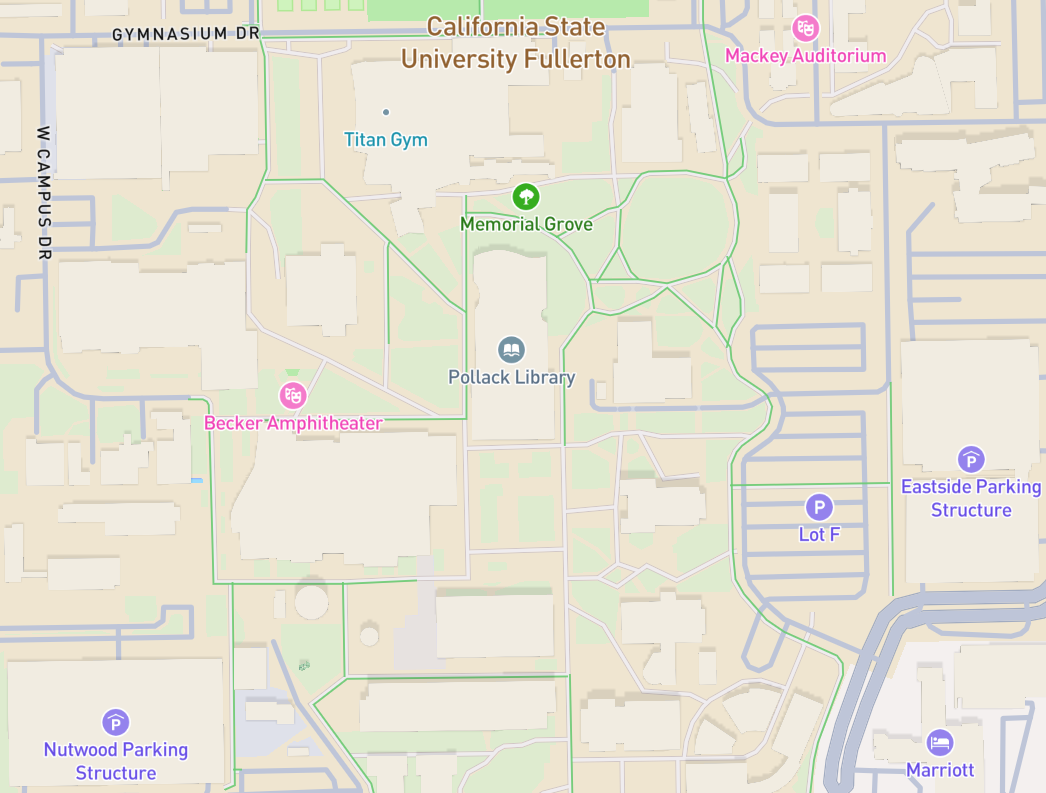 California State
University Fullerton
GYMNASIUM DR
Mackey Auditorium
Titan Gym
W CAMPUS DR
Memorial Grove
Pollack Library
Becker Amphitheater
Eastside Parking
Structure
Lot F
Nutwood Parking
Structure
Marriott